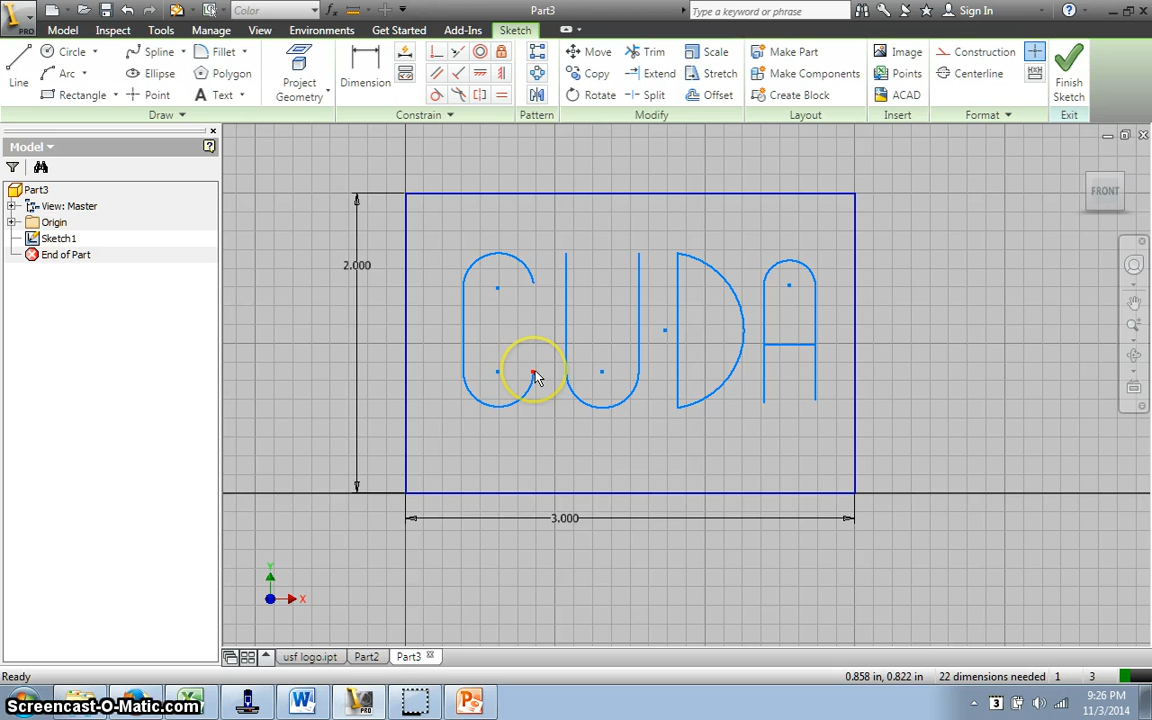 PRO
Color
Part3
Type a keyword or phrase
Sign In
Model Inspect Tools Manage View Environments Get Started Add-Ins Sketch
Line
Circle
Arc
Rectangle
Spline
Ellipse
Point
Fillet
Polygon
Text
Project Geometry
Dimension
Move
Copy
Rotate
Trim
Extend
Split
Scale
Stretch
Offset
Make Part
Make Components
Create Block
Image
Points
ACAD
Construction
Centerline
Finish Sketch
Draw
Constrain
Pattern
Modify
Layout
Insert
Format
Exit
Model
Part3
View: Master
Origin
Sketch1
End of Part
FRONT
2.000
CUDA
3.000
Y
X
usf logo.ipt
Part2
Part3
Ready
0.858 in, 0.822 in
22 dimensions needed
1
3
Screencast-O-Matic.com
PRO
3
9:26 PM
11/3/2014